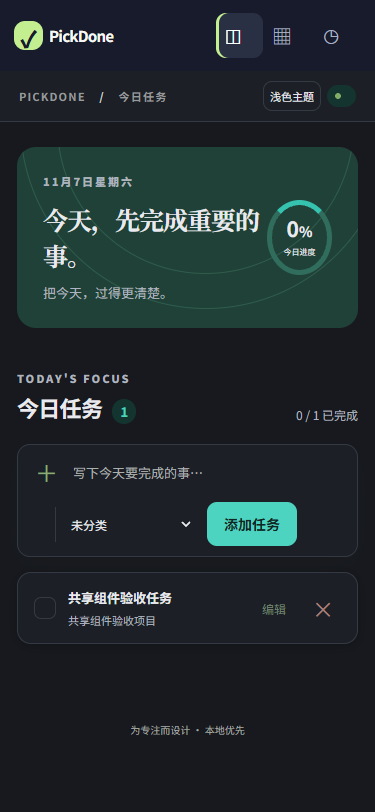 PickDone
PICKDONE / 今日任务
浅色主题
11月7日星期六
今天，先完成重要的
事。
把今天，过得更清楚。
0%
今日进度
TODAY'S FOCUS
今日任务 1
0 / 1 已完成
写下今天要完成的事…
未分类
添加任务
共享组件验收任务
共享组件验收项目
编辑
为专注而设计 · 本地优先